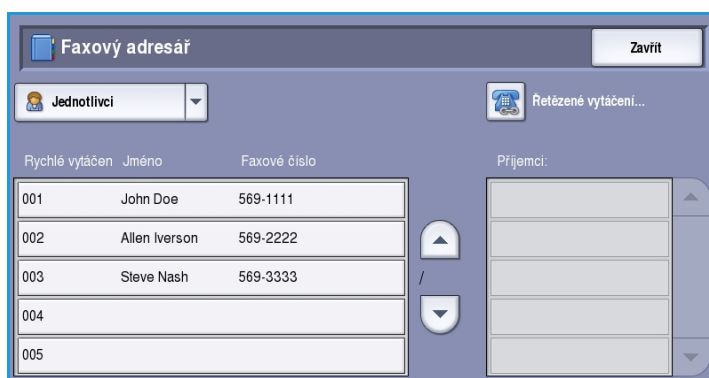 Faxový adresář
Zavřít
Jednotlivci
Řetězené vytáčení...
Rychlé vytáčen Jméno Faxové číslo
Příjemci:
001 John Doe 569-1111
002 Allen Iverson 569-2222
003 Steve Nash 569-3333
/
004
005